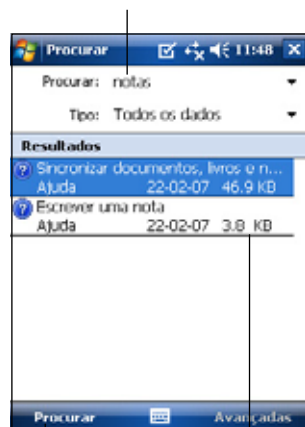 Procurar 11:48
Procurar: notas
Tipo: Todos os dados
Resultados
Sincronizar documentos, livros e n...
Ajuda 22-02-07 46.9 KB
Escrever uma nota
Ajuda 22-02-07 3.8 KB
Procurar Avançadas